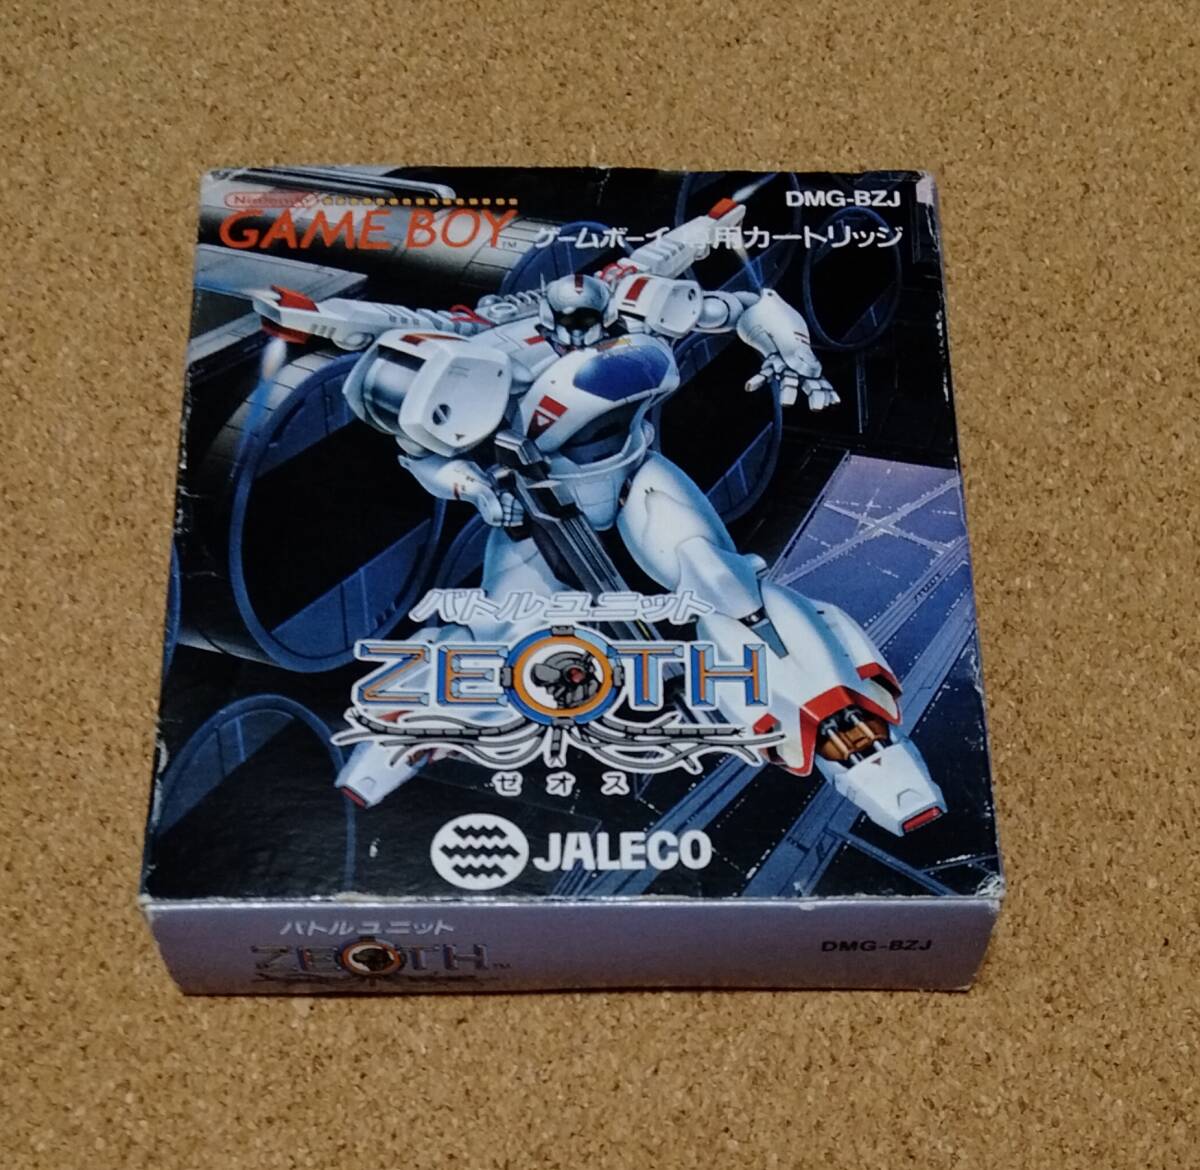 DMG-BZJ
Nintendo
GAME BOY™
ゲームボーイ専用カートリッジ
バトルユニット
ZEOTH
ゼオス
JALECO
バトルユニット
ZEOTH™
DMG-BZJ